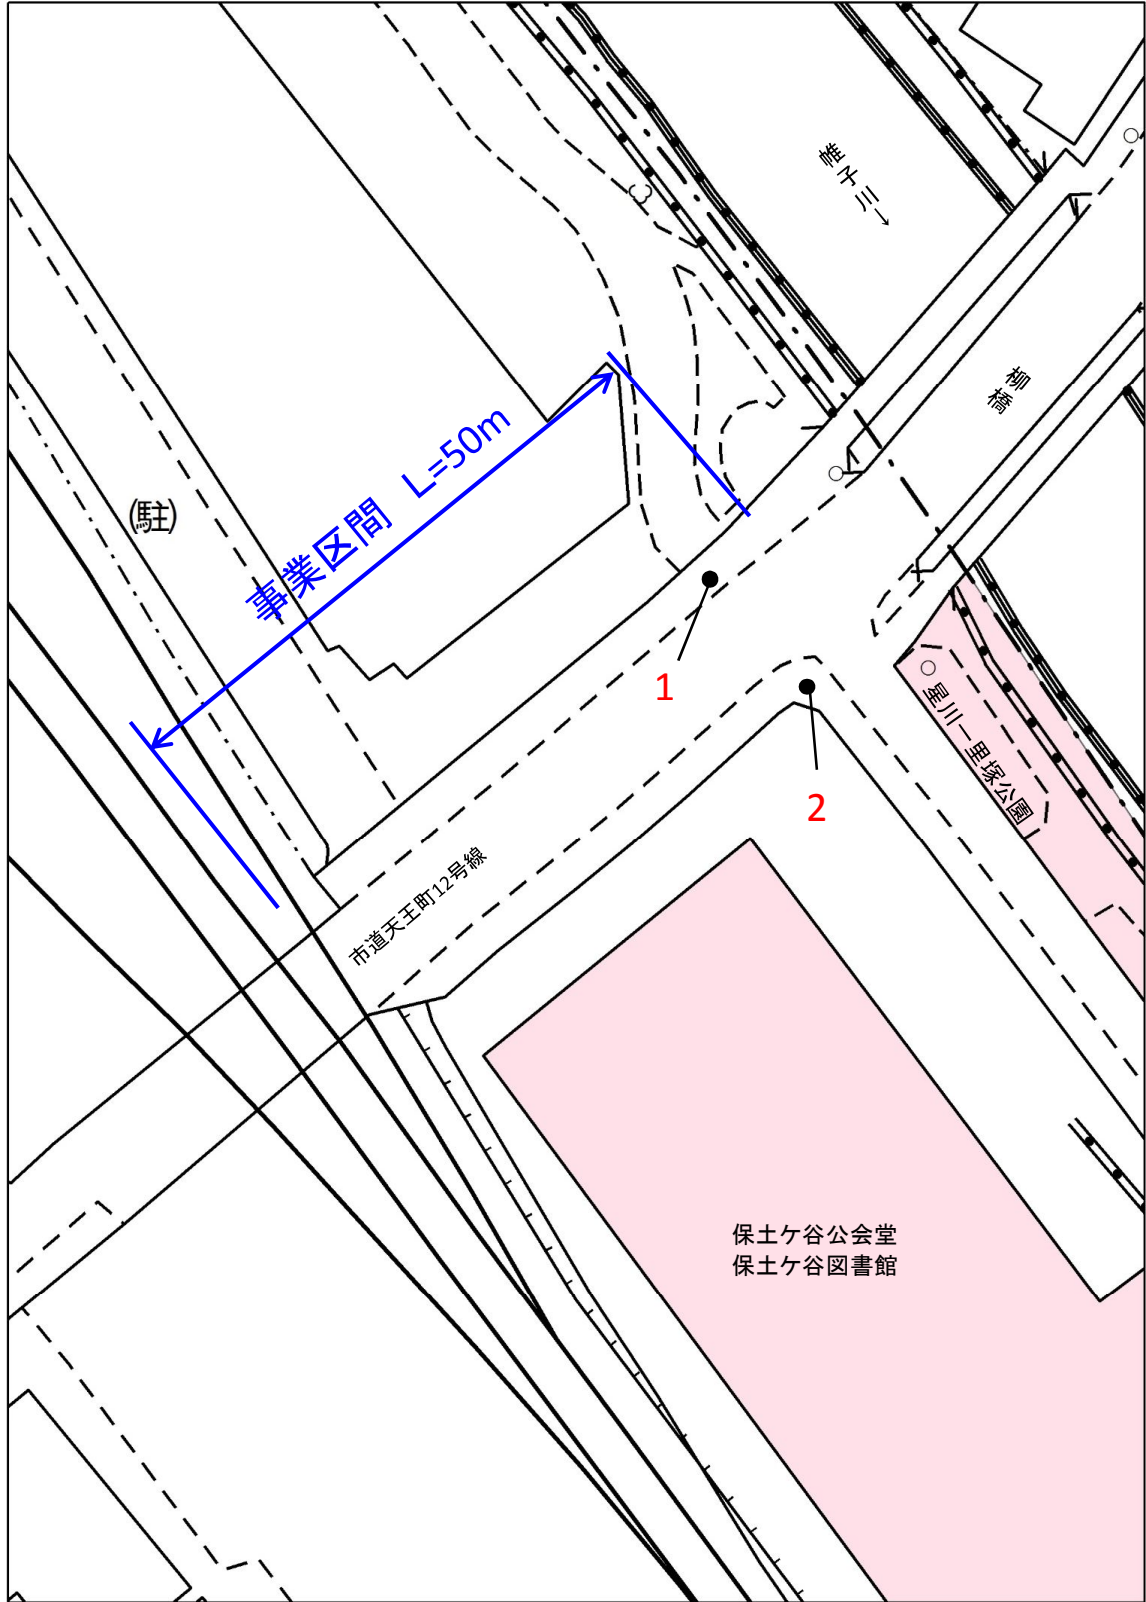 帷子川→
柳橋
(駐)
事業区間 L=50m
1
星川一里塚公園
2
市道天王町12号線
保土ケ谷公会堂
保土ケ谷図書館